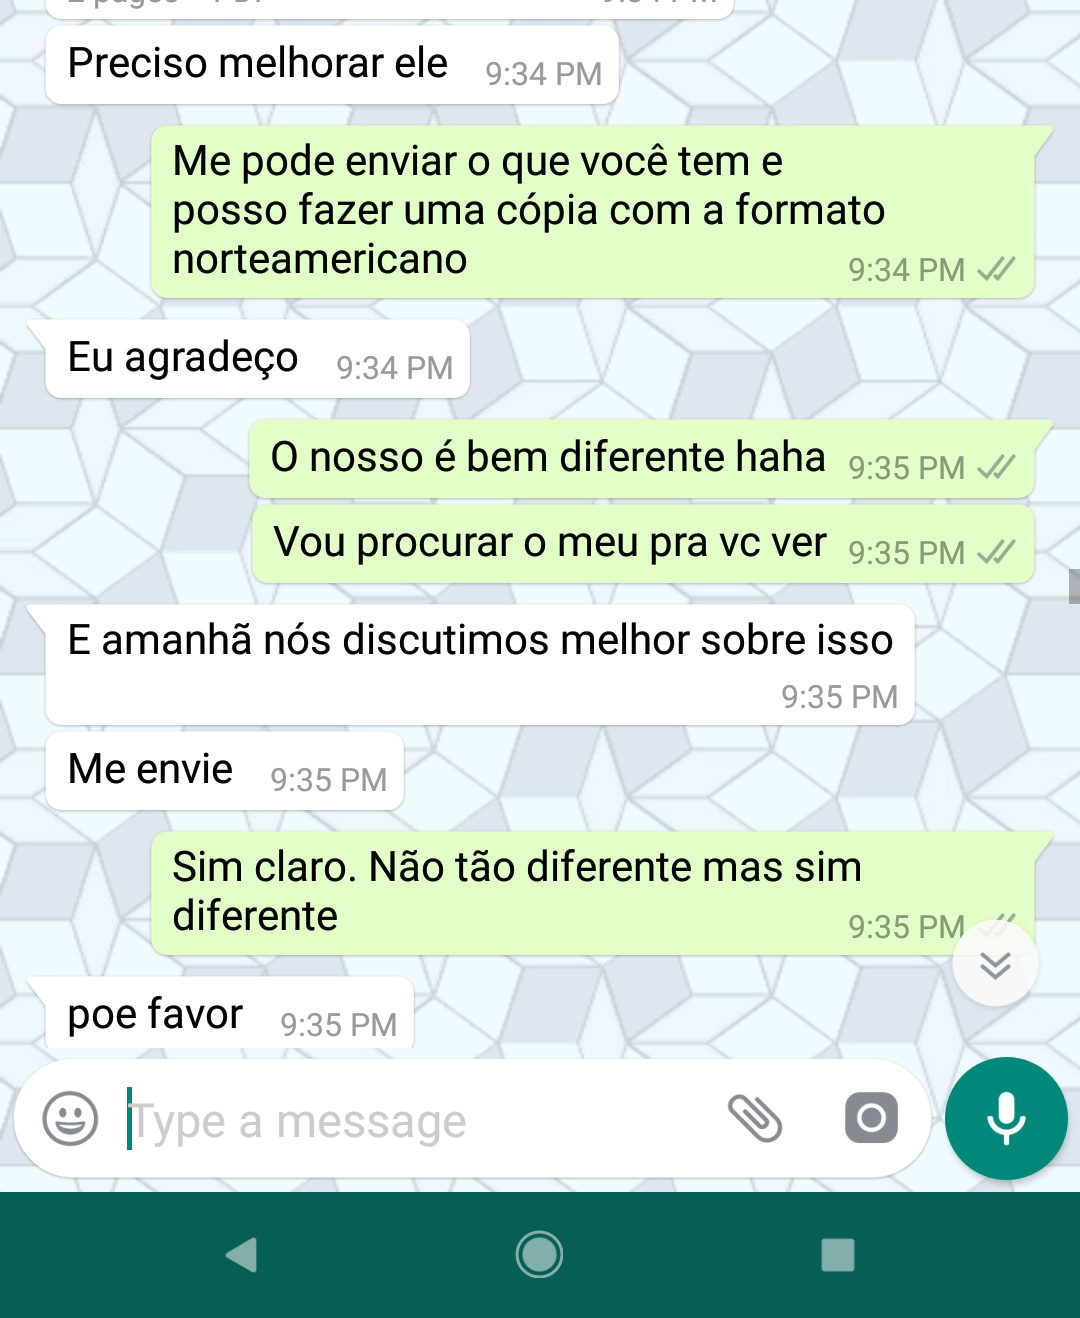 Preciso melhorar ele 9:34 PM
Me pode enviar o que você tem e
posso fazer uma cópia com a formato
norteamericano 9:34 PM
Eu agradeço 9:34 PM
O nosso é bem diferente haha 9:35 PM
Vou procurar o meu pra vc ver 9:35 PM
E amanhã nós discutimos melhor sobre isso
9:35 PM
Me envie 9:35 PM
Sim claro. Não tão diferente mas sim
diferente 9:35 PM
poe favor 9:35 PM
Type a message